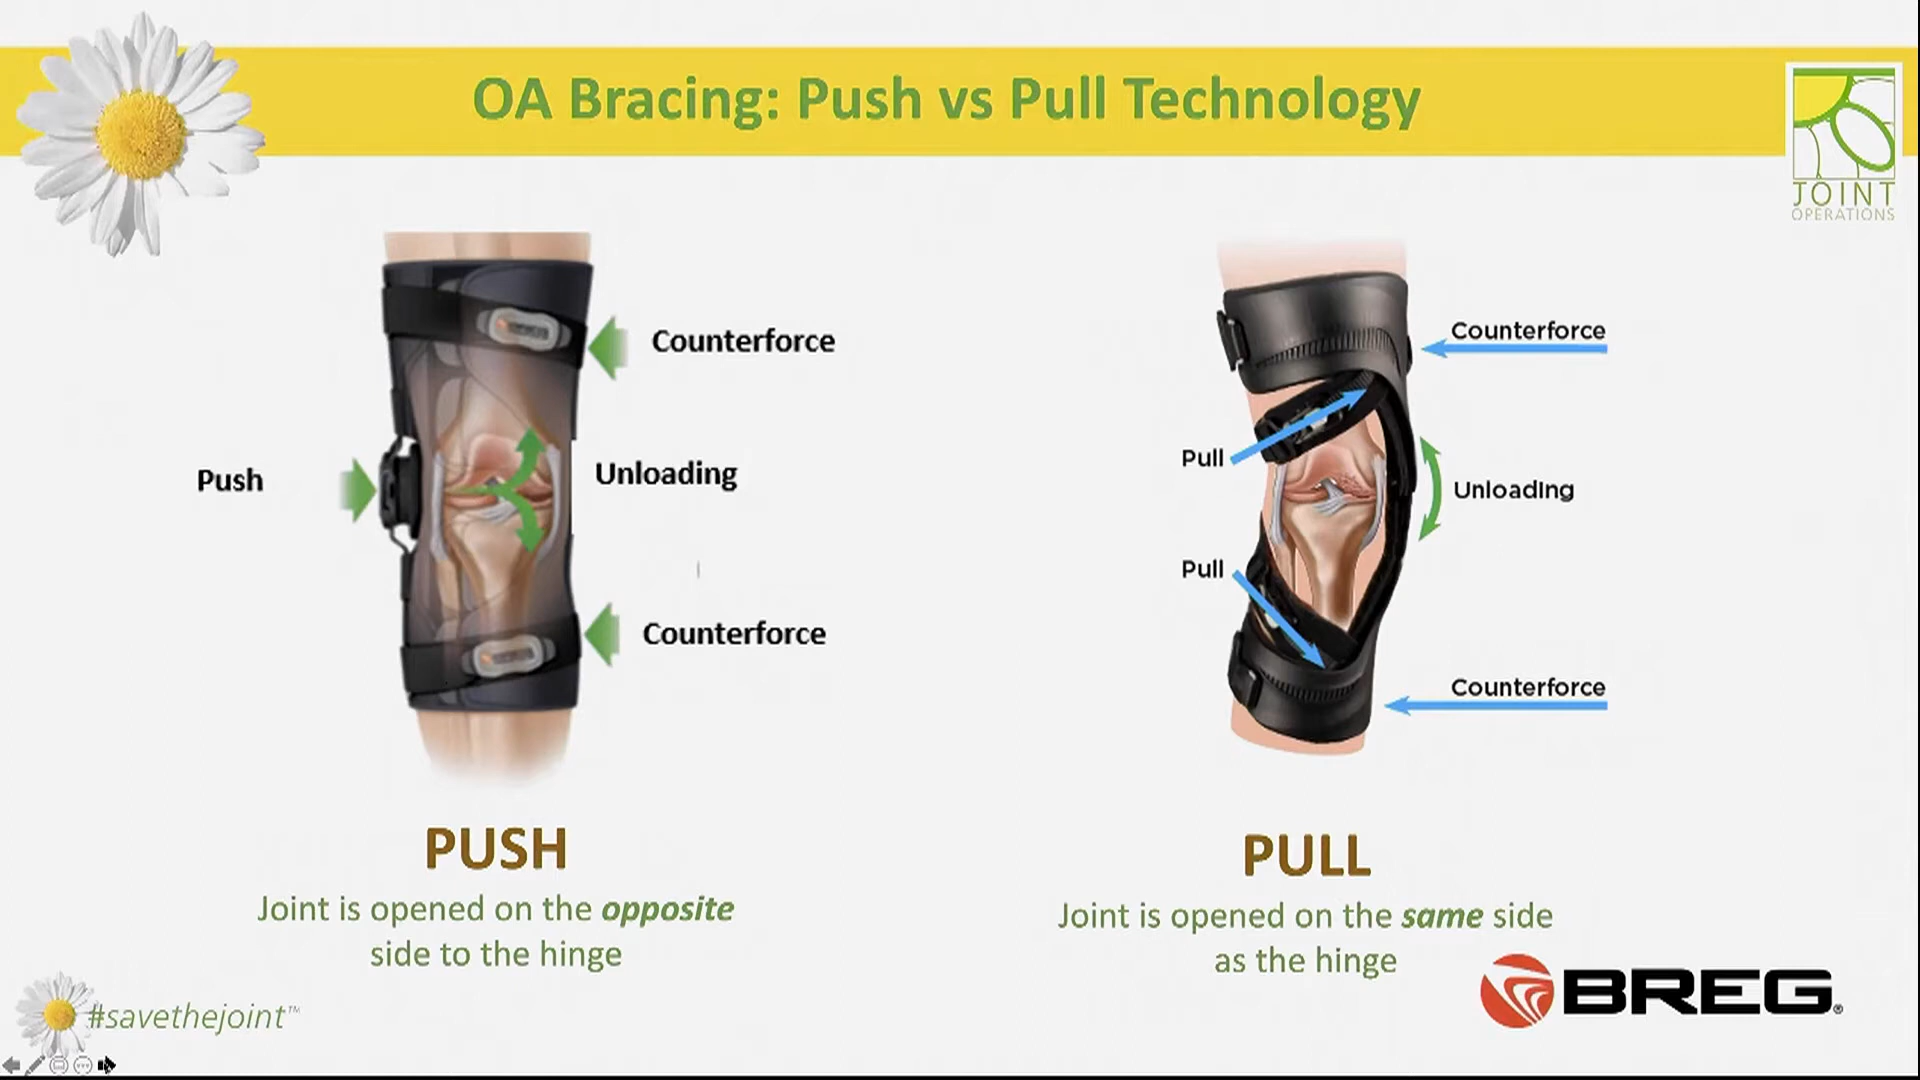 OA Bracing: Push vs Pull Technology
JOINT
OPERATIONS
Counterforce
Push
Unloading
Counterforce
PUSH
Joint is opened on the opposite
side to the hinge
Counterforce
Pull
Unloading
Pull
Counterforce
PULL
Joint is opened on the same side
as the hinge
#savethejoint™
BREG®